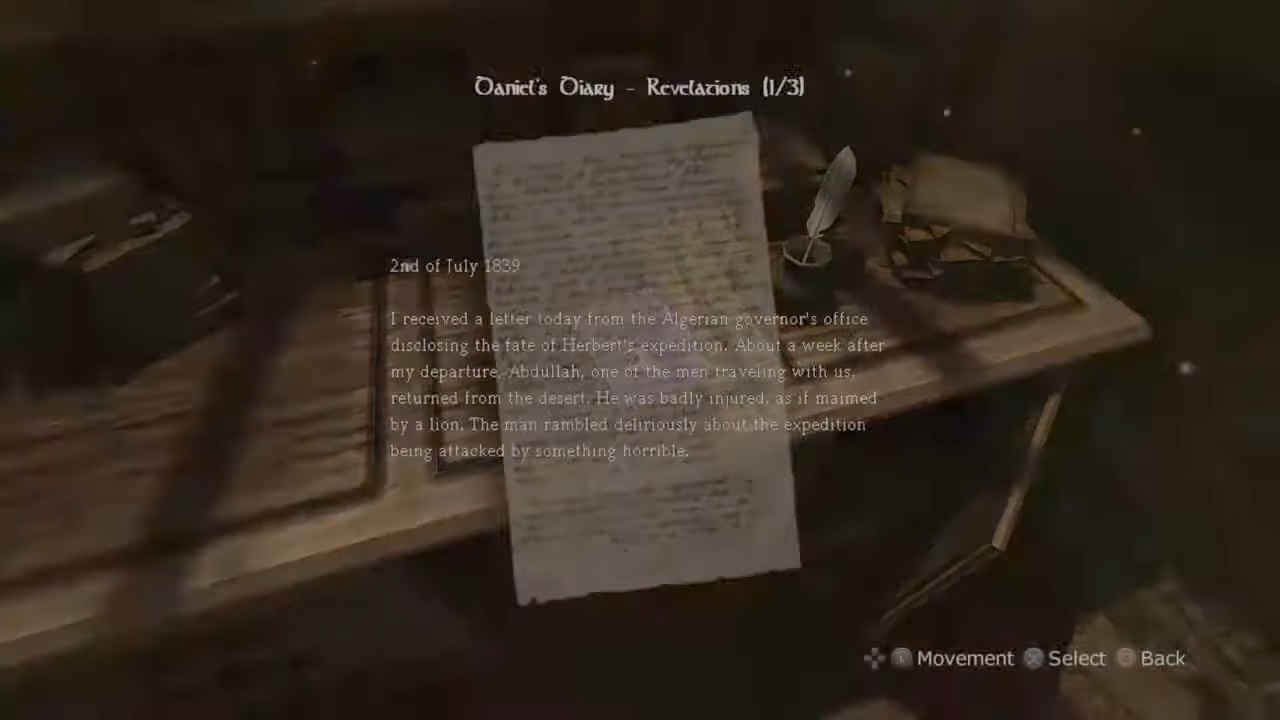 Daniel's Diary - Revelations (1/3)
2nd of July 1839
I received a letter today from the Algerian governor's office
disclosing the fate of Herbert's expedition. About a week after
my departure, Abdullah, one of the men traveling with us,
returned from the desert. He was badly injured, as if maimed
by a lion. The man rambled deliriously about the expedition
being attacked by something horrible.
L Movement X Select O Back